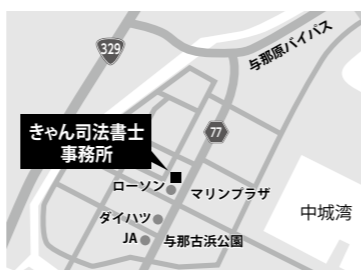 329
与那原バイパス
77
きゃん司法書士
事務所
ローソン
マリンプラザ
ダイハツ
中城湾
JA
与那古浜公園